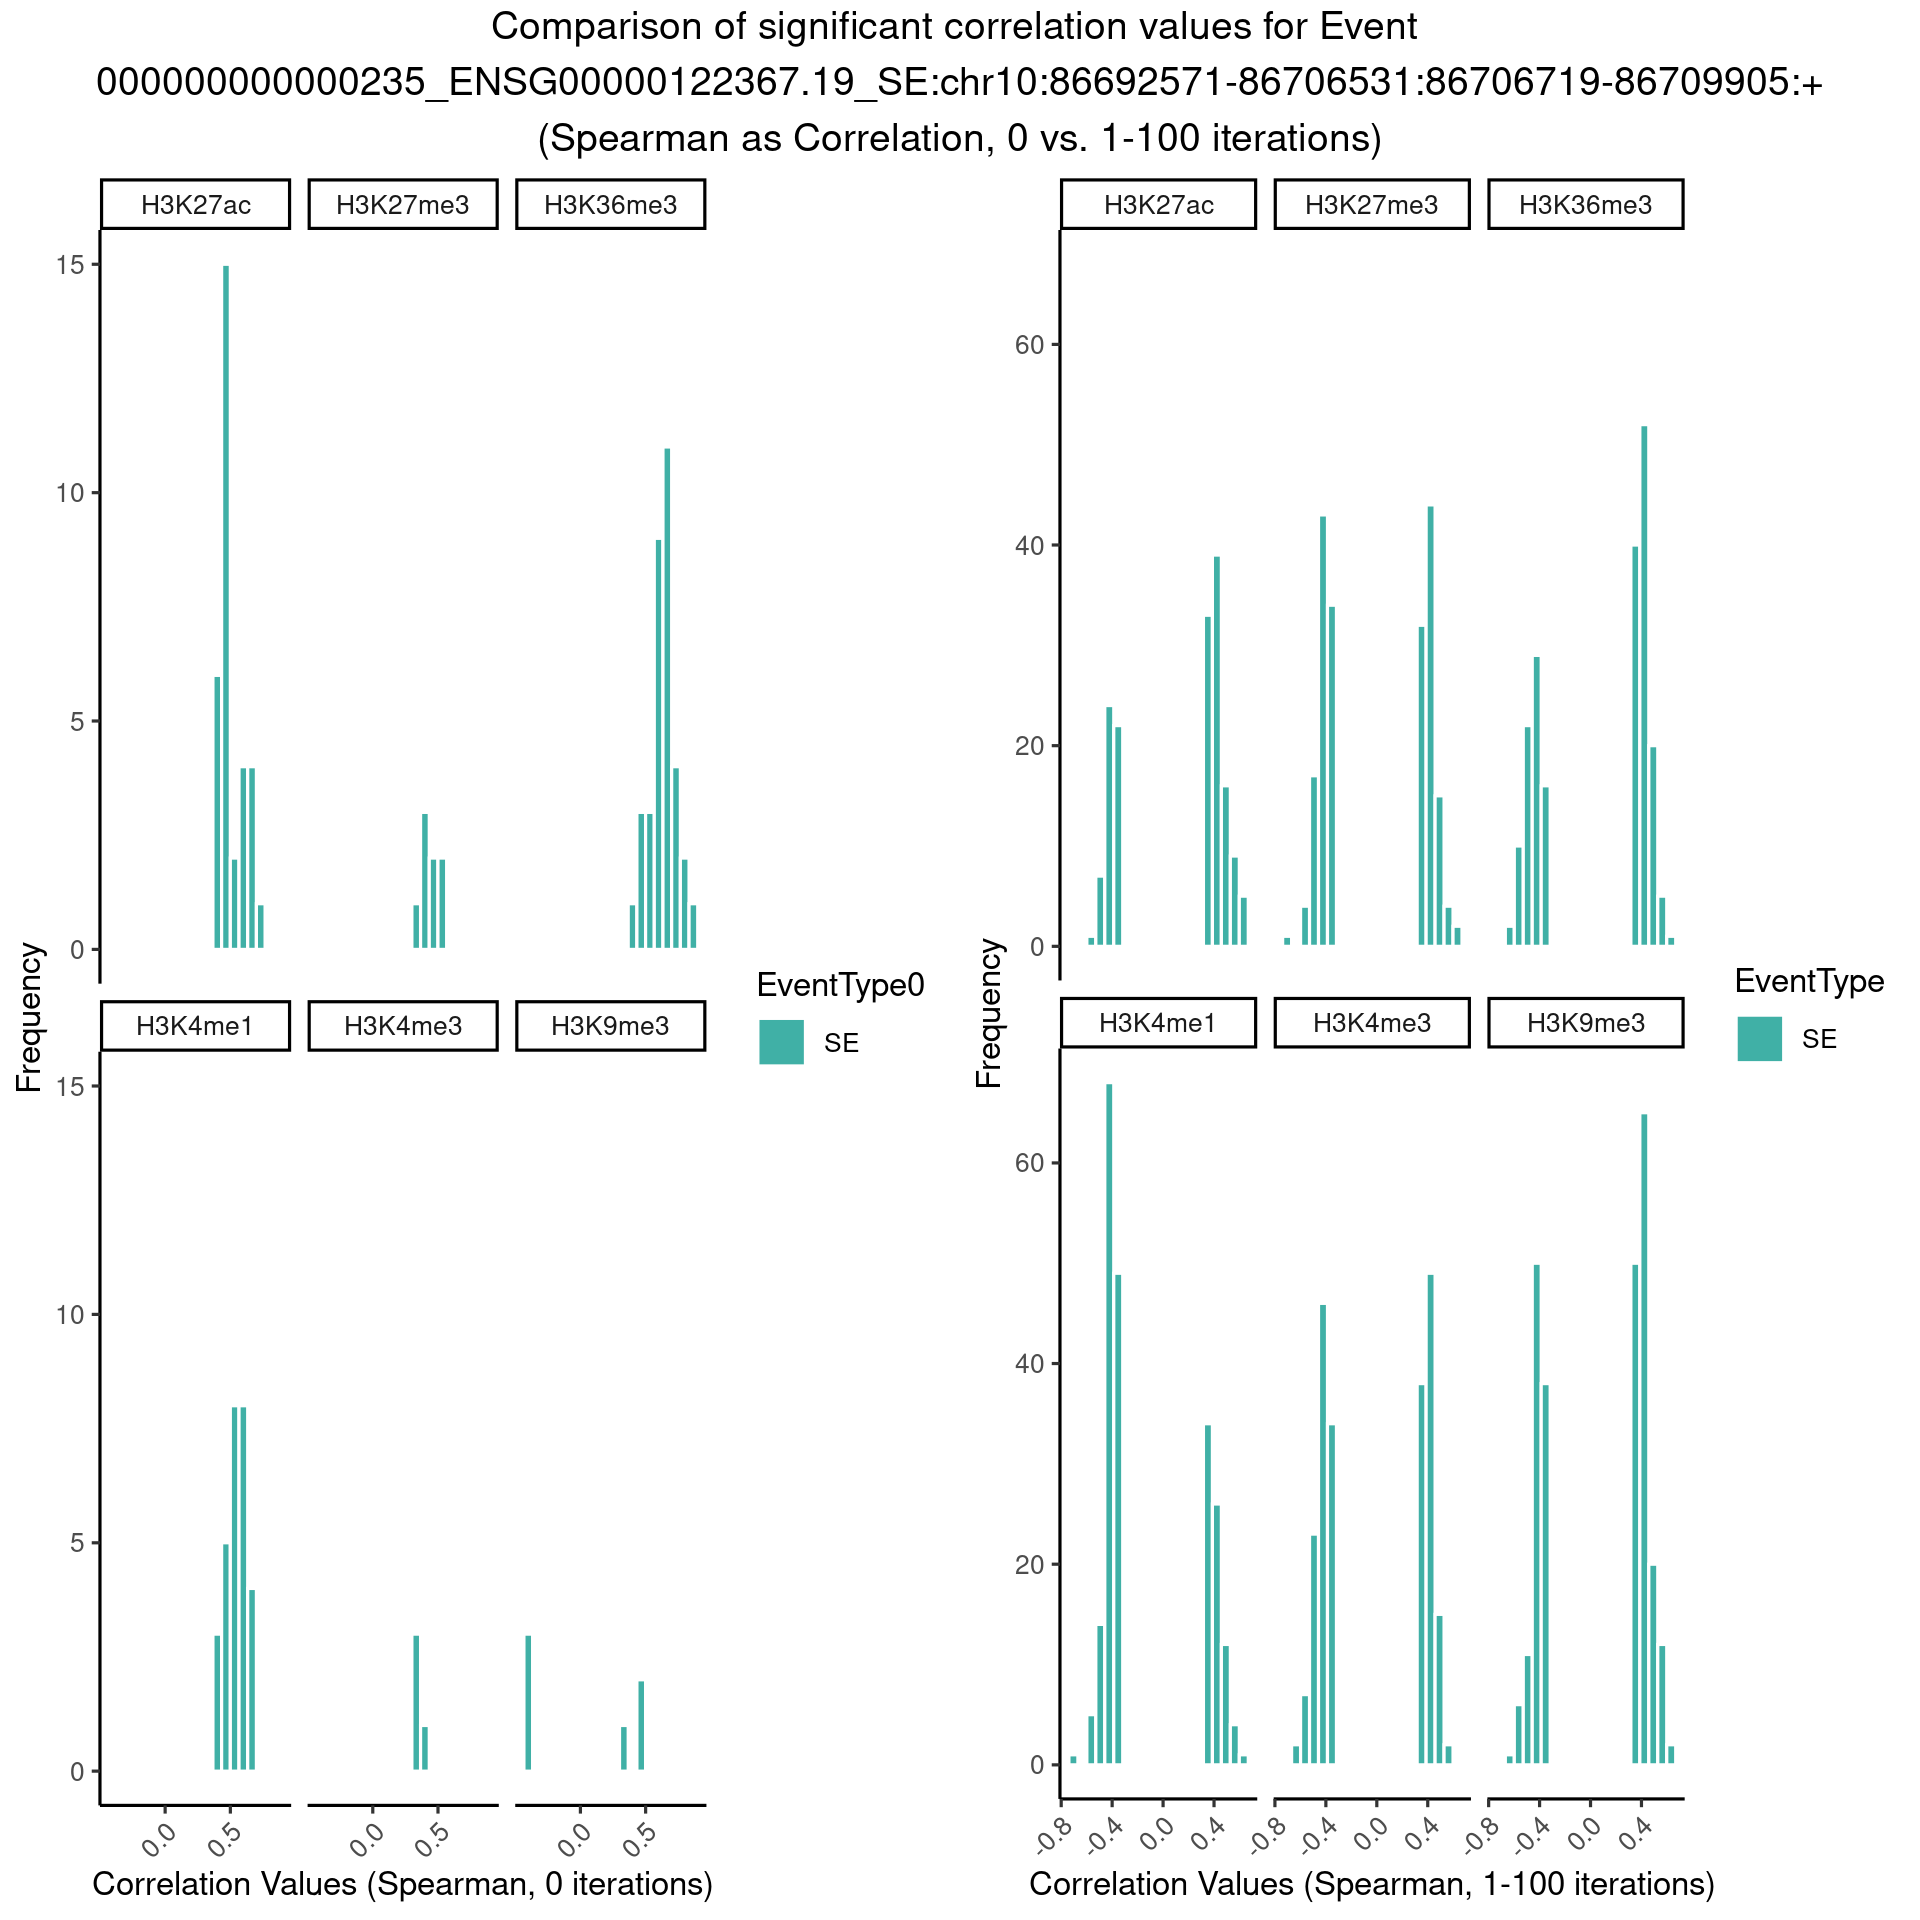 Comparison of significant correlation values for Event
000000000000235_ENSG00000122367.19_SE:chr10:86692571-86706531:86706719-86709905:+
(Spearman as Correlation, 0 vs. 1-100 iterations)
H3K27ac H3K27me3 H3K36me3
15
10
5
0
H3K4me1 H3K4me3 H3K9me3
15
10
5
0
Frequency
0.0 0.5 0.0 0.5 0.0 0.5
Correlation Values (Spearman, 0 iterations)
EventType0
SE
H3K27ac H3K27me3 H3K36me3
60
40
20
0
H3K4me1 H3K4me3 H3K9me3
60
40
20
0
Frequency
-0.8 -0.4 0.0 0.4 -0.8 -0.4 0.0 0.4 -0.8 -0.4 0.0 0.4
Correlation Values (Spearman, 1-100 iterations)
EventType
SE